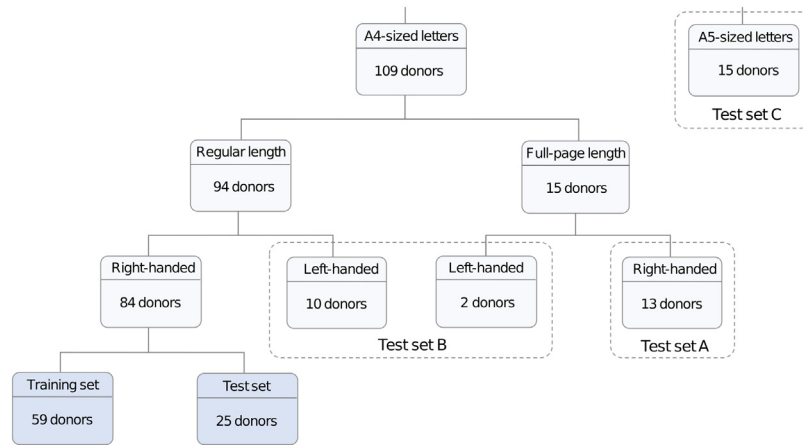 A4-sized letters
109 donors
A5-sized letters
15 donors
Test set C
Regular length
94 donors
Full-page length
15 donors
Right-handed
84 donors
Left-handed
10 donors
Left-handed
2 donors
Test set B
Right-handed
13 donors
Test set A
Training set
59 donors
Test set
25 donors